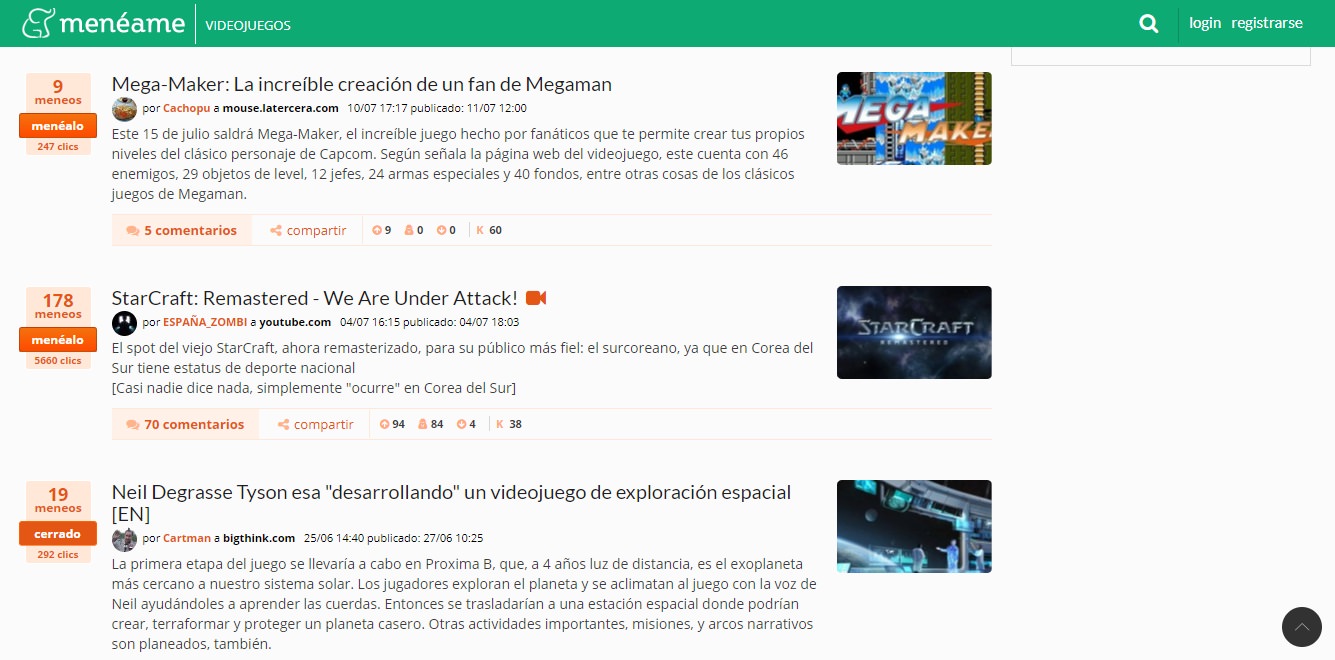 menéame VIDEOJUEGOS login registrarse
9
meneos
menéalo
247 clics
Mega-Maker: La increíble creación de un fan de Megaman
por Cachopu a mouse.latercera.com 10/07 17:17 publicado: 11/07 12:00
Este 15 de julio saldrá Mega-Maker, el increíble juego hecho por fanáticos que te permite crear tus propios
niveles del clásico personaje de Capcom. Según señala la página web del videojuego, este cuenta con 46
enemigos, 29 objetos de level, 12 jefes, 24 armas especiales y 40 fondos, entre otras cosas de los clásicos
juegos de Megaman.
MEGA
MAKER
5 comentarios compartir 9 0 0 K 60
178
meneos
menéalo
5660 clics
StarCraft: Remastered - We Are Under Attack!
por ESPAÑA_ZOMBI a youtube.com 04/07 16:15 publicado: 04/07 18:03
El spot del viejo StarCraft, ahora remasterizado, para su público más fiel: el surcoreano, ya que en Corea del
Sur tiene estatus de deporte nacional
[Casi nadie dice nada, simplemente "ocurre" en Corea del Sur]
STARCRAFT
REMASTERED
70 comentarios compartir 94 84 4 K 38
19
meneos
cerrado
292 clics
Neil Degrasse Tyson esa "desarrollando" un videojuego de exploración espacial
[EN]
por Cartman a bigthink.com 25/06 14:40 publicado: 27/06 10:25
La primera etapa del juego se llevaría a cabo en Proxima B, que, a 4 años luz de distancia, es el exoplaneta
más cercano a nuestro sistema solar. Los jugadores exploran el planeta y se aclimatan al juego con la voz de
Neil ayudándoles a aprender las cuerdas. Entonces se trasladarían a una estación espacial donde podrían
crear, terraformar y proteger un planeta casero. Otras actividades importantes, misiones, y arcos narrativos
son planeados, también.